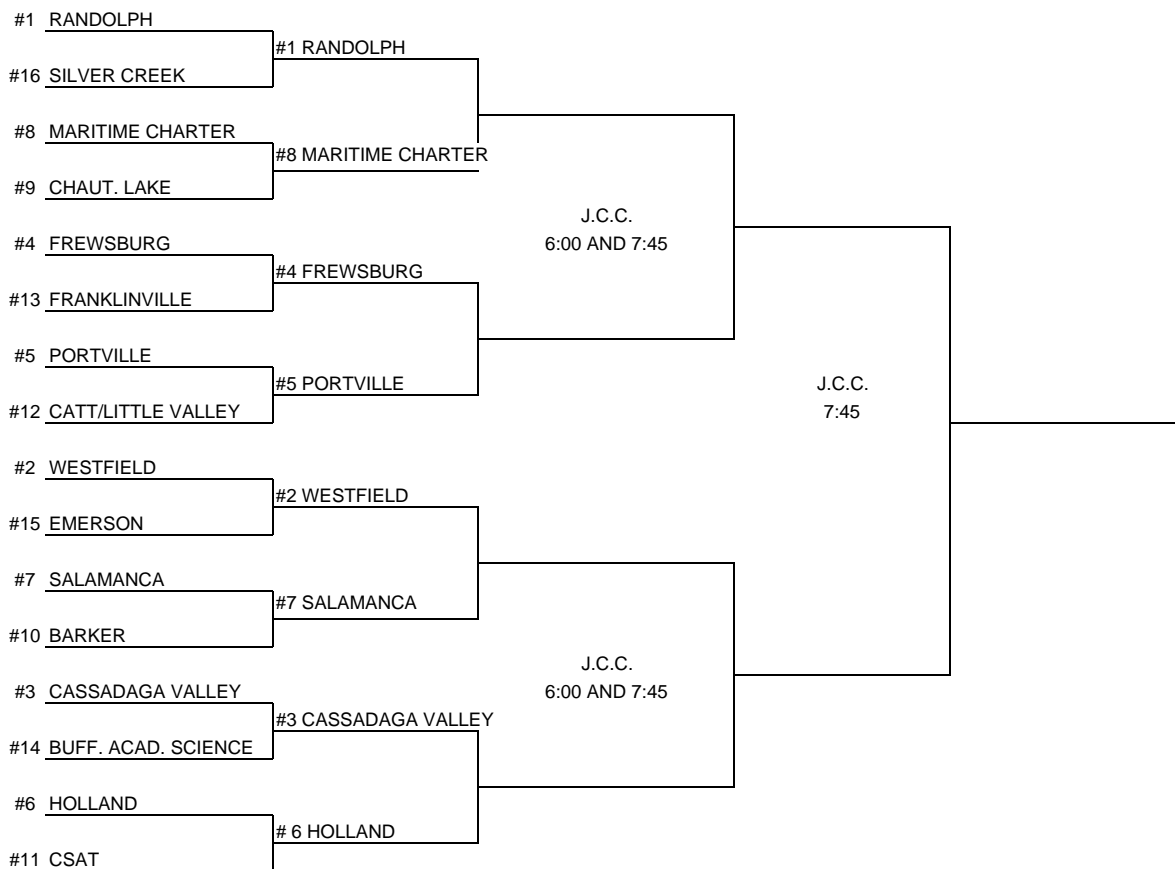 #1 RANDOLPH
#1 RANDOLPH
#16 SILVER CREEK
#8 MARITIME CHARTER
#8 MARITIME CHARTER
#9 CHAUT. LAKE
J.C.C.
6:00 AND 7:45
#4 FREWSBURG
#4 FREWSBURG
#13 FRANKLINVILLE
#5 PORTVILLE
#5 PORTVILLE
J.C.C.
7:45
#12 CATT/LITTLE VALLEY
#2 WESTFIELD
#2 WESTFIELD
#15 EMERSON
#7 SALAMANCA
#7 SALAMANCA
#10 BARKER
J.C.C.
6:00 AND 7:45
#3 CASSADAGA VALLEY
#3 CASSADAGA VALLEY
#14 BUFF. ACAD. SCIENCE
#6 HOLLAND
# 6 HOLLAND
#11 CSAT